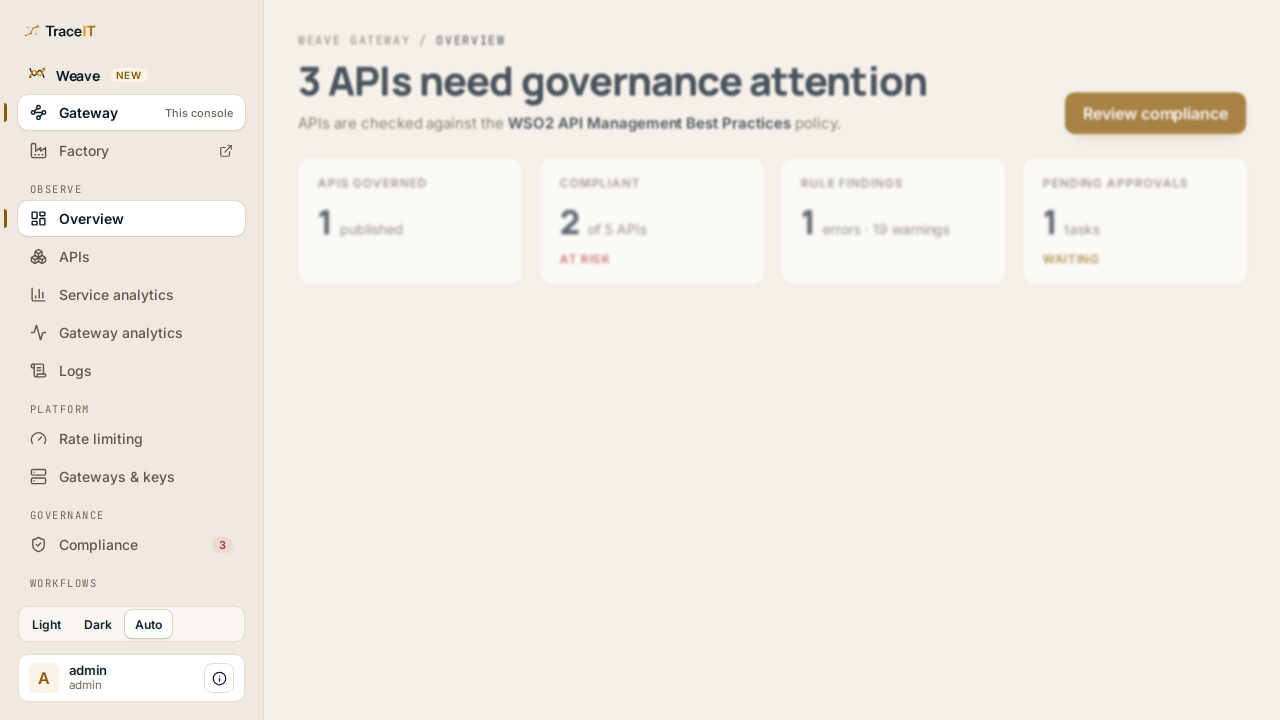 TraceIT
Weave NEW
Gateway This console
Factory
OBSERVE
Overview
APIs
Service analytics
Gateway analytics
Logs
PLATFORM
Rate limiting
Gateways & keys
GOVERNANCE
Compliance 3
WORKFLOWS
Light Dark Auto
A admin
admin
WEAVE GATEWAY / OVERVIEW
3 APIs need governance attention
APIs are checked against the WSO2 API Management Best Practices policy.
Review compliance
APIS GOVERNED
1 published
COMPLIANT
2 of 5 APIs
AT RISK
RULE FINDINGS
1 errors · 19 warnings
PENDING APPROVALS
1 tasks
WAITING